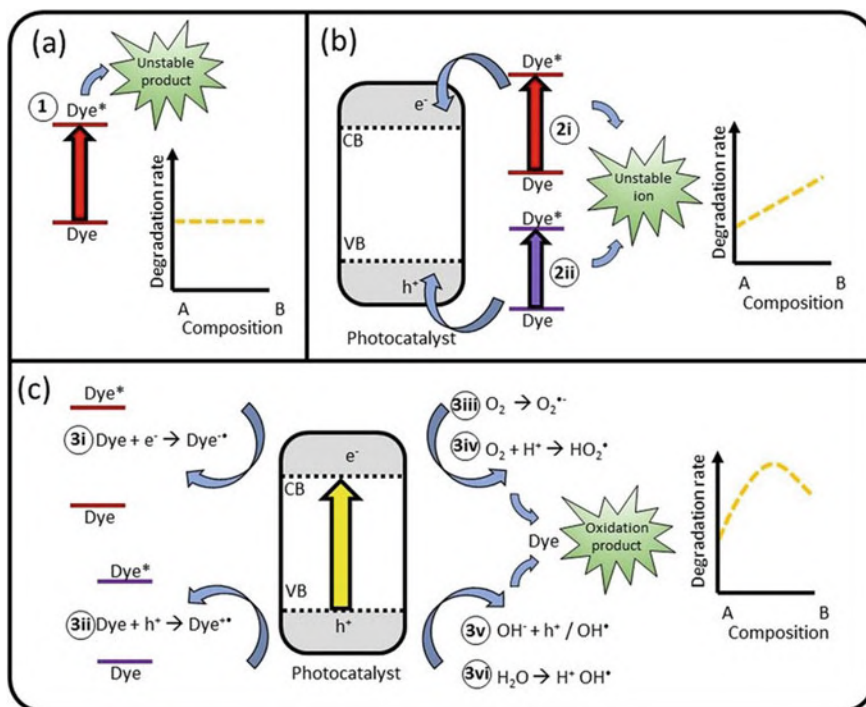 (a)
Unstable
product
1
Dye*
Dye
Degradation rate
A
B
Composition
(b)
Dye*
e⁻
CB
2i
Dye
Unstable
ion
Dye*
VB
2ii
h⁺
Dye
Photocatalyst
Degradation rate
A
B
Composition
(c)
Dye*
3i Dye + e⁻ → Dye⁻•
Dye
Dye*
3ii Dye + h⁺ → Dye⁺•
Dye
e⁻
CB
VB
h⁺
Photocatalyst
3iii O₂ → O₂•⁻
3iv O₂ + H⁺ → HO₂•
Dye
Oxidation
product
3v OH⁻ + h⁺ / OH•
3vi H₂O → H⁺ OH•
Degradation rate
A
B
Composition